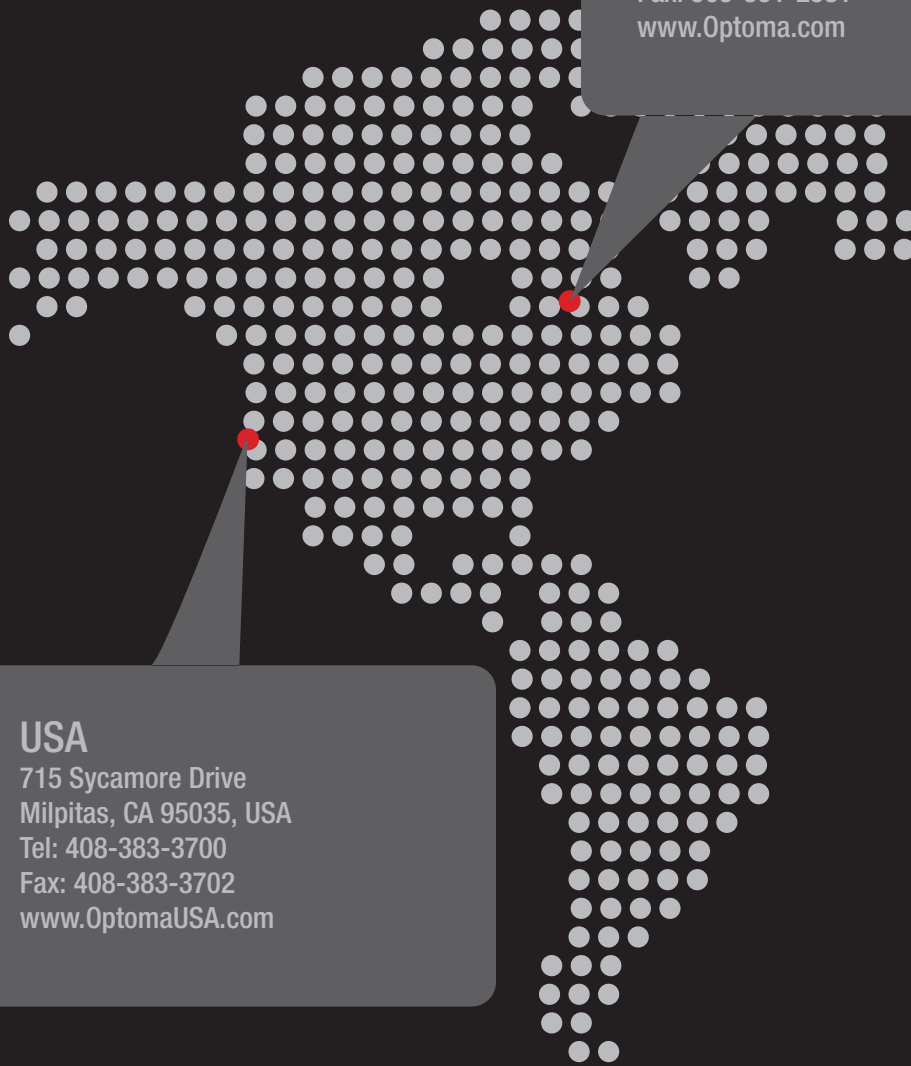 www.Optoma.com
USA
715 Sycamore Drive
Milpitas, CA 95035, USA
Tel: 408-383-3700
Fax: 408-383-3702
www.OptomaUSA.com